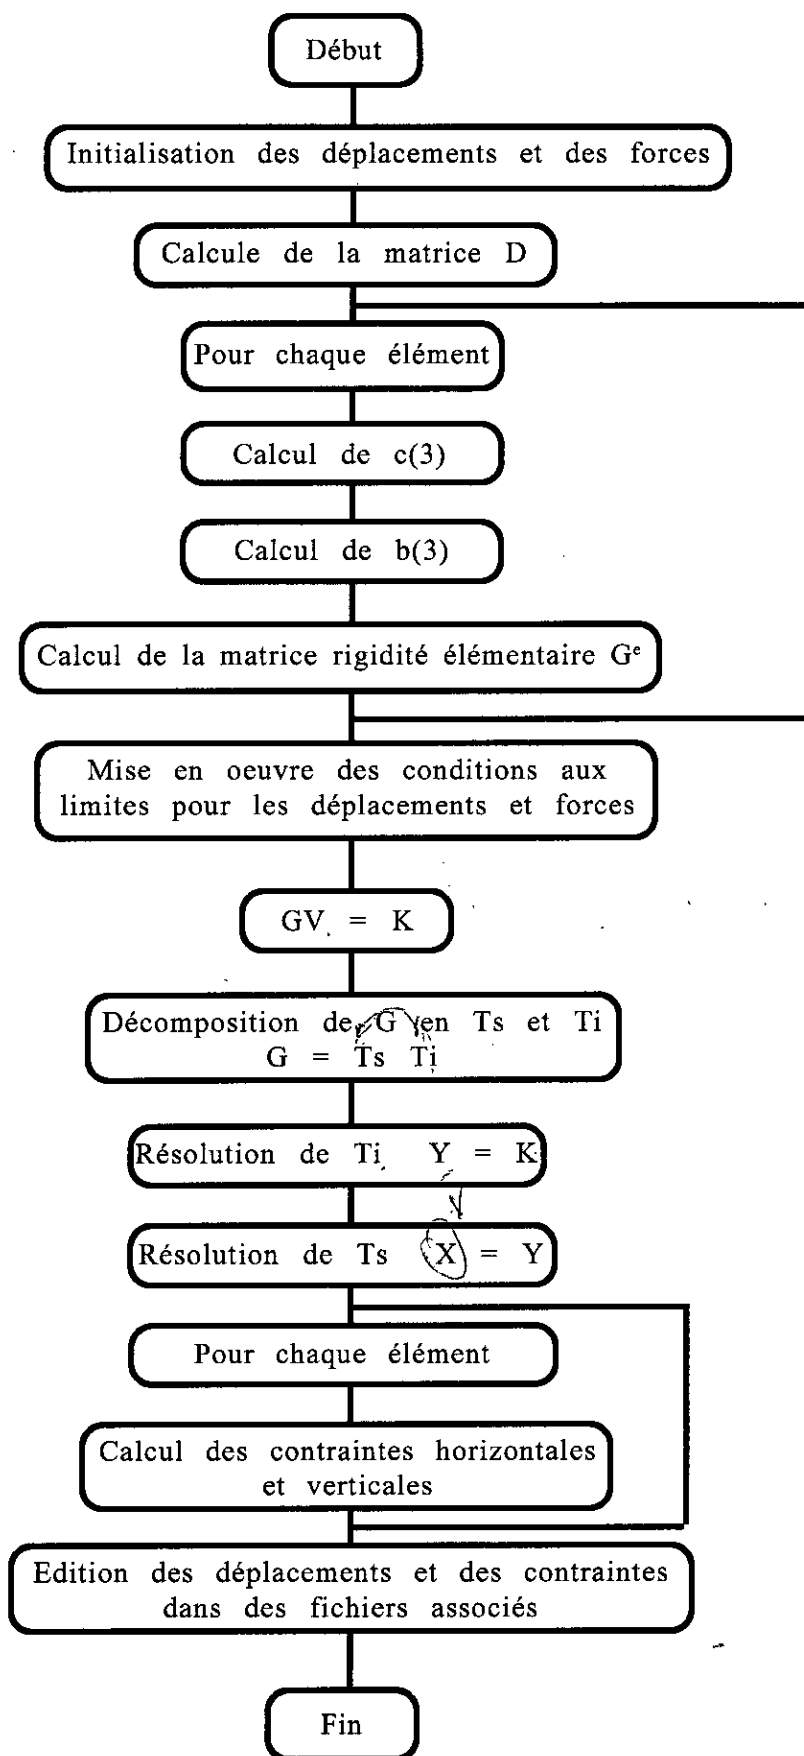 Début
Initialisation des déplacements et des forces
Calcule de la matrice D
Pour chaque élément
Calcul de c(3)
Calcul de b(3)
Calcul de la matrice rigidité élémentaire Gᵉ
Mise en oeuvre des conditions aux
limites pour les déplacements et forces
GV = K
Décomposition de G en Ts et Ti
G = Ts Ti
Résolution de Ti Y = K
Résolution de Ts X = Y
Pour chaque élément
Calcul des contraintes horizontales
et verticales
Edition des déplacements et des contraintes
dans des fichiers associés
Fin